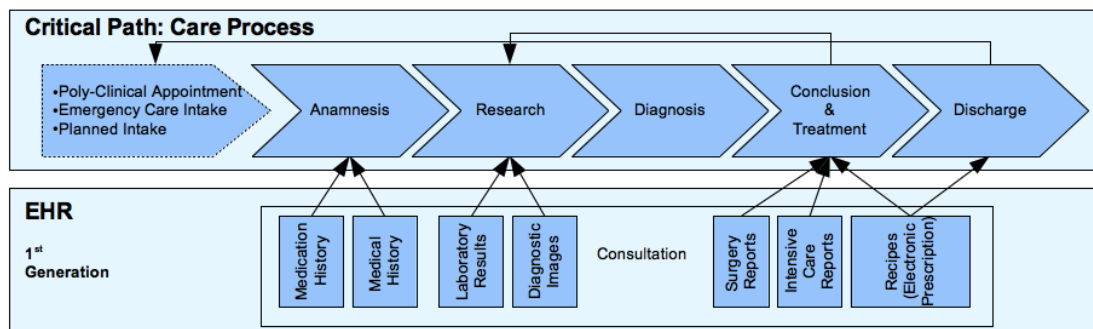 Critical Path: Care Process
•Poly-Clinical Appointment
•Emergency Care Intake
•Planned Intake
Anamnesis
Research
Diagnosis
Conclusion
&
Treatment
Discharge
EHR
1st
Generation
Medication
History
Medical
History
Laboratory
Results
Diagnostic
Images
Consultation
Surgery
Reports
Intensive
Care
Reports
Recipes
(Electronic
Prescription)